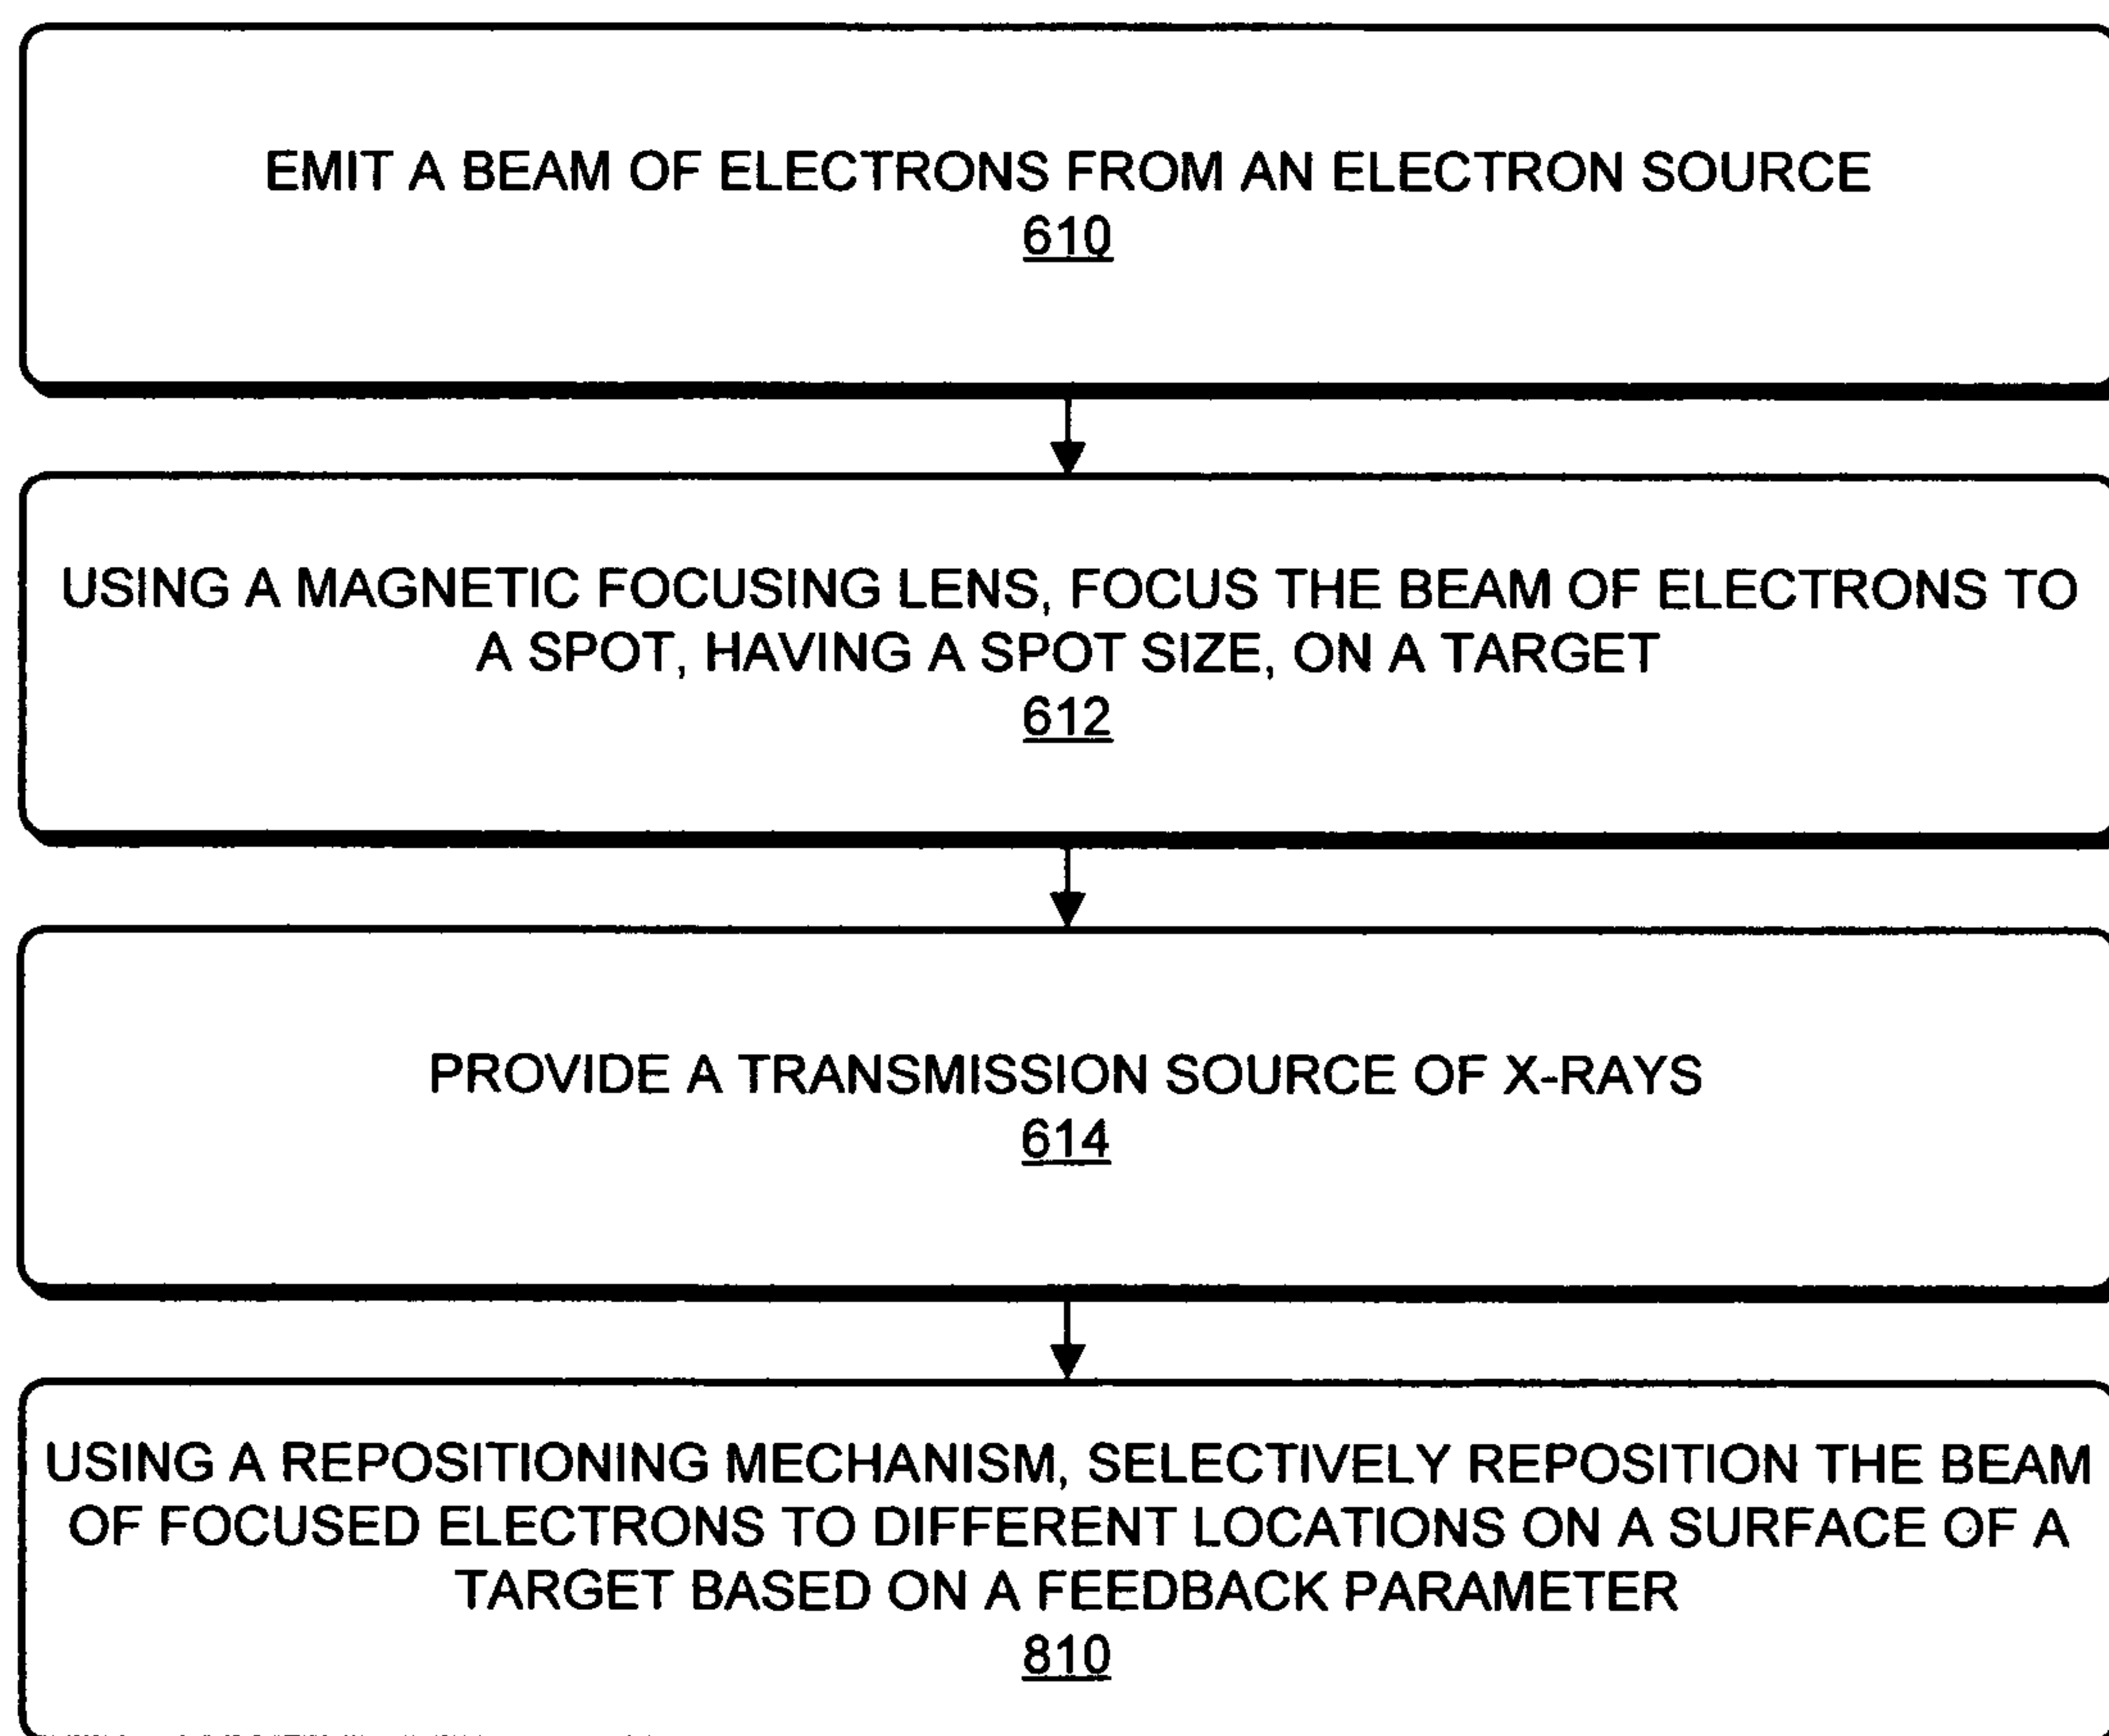 EMIT A BEAM OF ELECTRONS FROM AN ELECTRON SOURCE
610
USING A MAGNETIC FOCUSING LENS, FOCUS THE BEAM OF ELECTRONS TO
A SPOT, HAVING A SPOT SIZE, ON A TARGET
612
PROVIDE A TRANSMISSION SOURCE OF X-RAYS
614
USING A REPOSITIONING MECHANISM, SELECTIVELY REPOSITION THE BEAM
OF FOCUSED ELECTRONS TO DIFFERENT LOCATIONS ON A SURFACE OF A
TARGET BASED ON A FEEDBACK PARAMETER
810